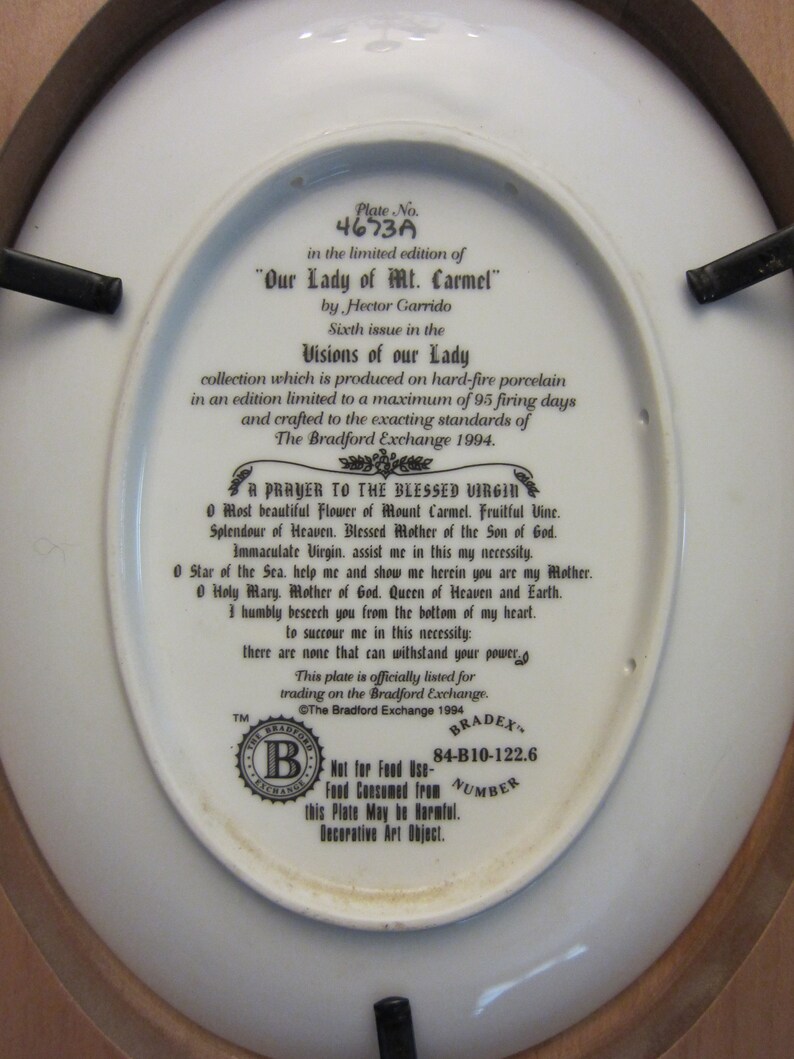 Plate No.
4673A
in the limited edition of
"Our Lady of Mt. Carmel"
by Hector Garrido
Sixth issue in the
Visions of our Lady
collection which is produced on hard-fire porcelain
in an edition limited to a maximum of 95 firing days
and crafted to the exacting standards of
The Bradford Exchange 1994.
A PRAYER TO THE BLESSED VIRGIN
O Most beautiful Flower of Mount Carmel, Fruitful Vine,
Splendour of Heaven, Blessed Mother of the Son of God,
Immaculate Virgin, assist me in this my necessity.
O Star of the Sea, help me and show me herein you are my Mother.
O Holy Mary, Mother of God, Queen of Heaven and Earth,
I humbly beseech you from the bottom of my heart,
to succour me in this necessity:
there are none that can withstand your power.
This plate is officially listed for
trading on the Bradford Exchange.
©The Bradford Exchange 1994
TM
THE BRADFORD
B
EXCHANGE
BRADEX™
84-B10-122.6
NUMBER
Not for Food Use-
Food Consumed from
this Plate May be Harmful.
Decorative Art Object.